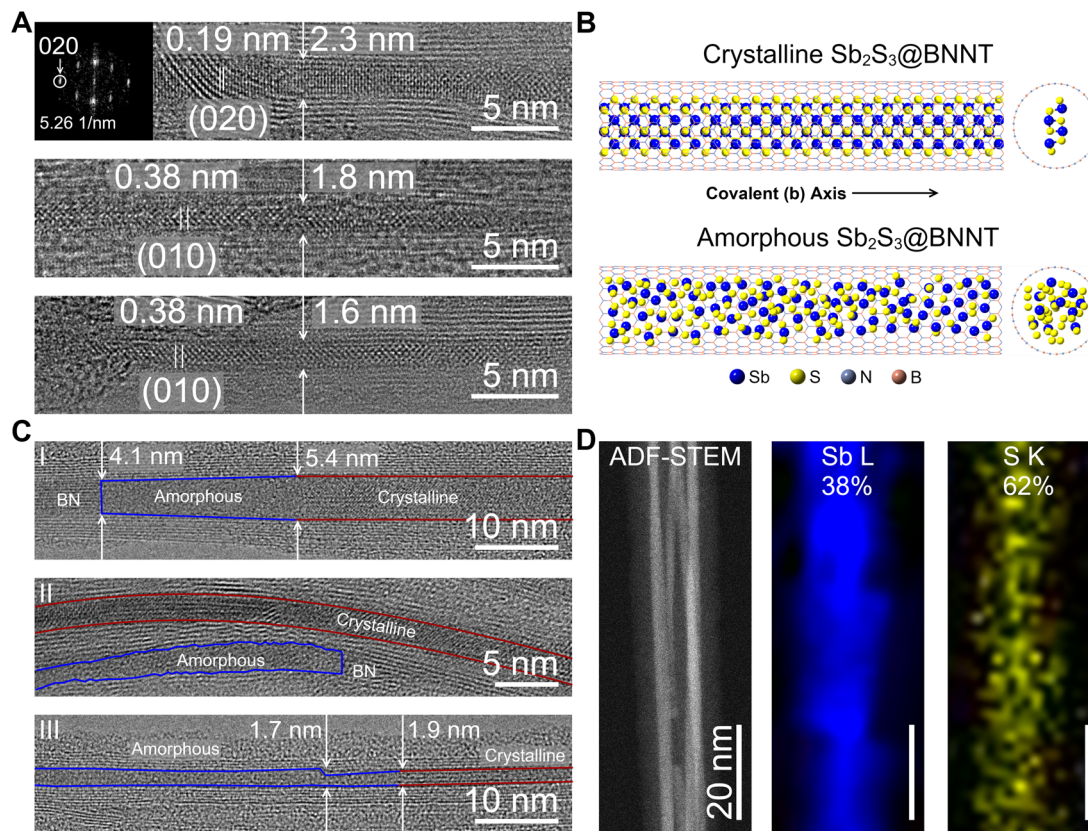 A
020
5.26 1/nm
0.19 nm
2.3 nm
(020)
5 nm
0.38 nm
1.8 nm
(010)
5 nm
0.38 nm
1.6 nm
(010)
5 nm
B
Crystalline Sb₂S₃@BNNT
Covalent (b) Axis
Amorphous Sb₂S₃@BNNT
Sb S N B
C
I
4.1 nm
5.4 nm
BN
Amorphous
Crystalline
10 nm
II
Crystalline
Amorphous
BN
5 nm
III
Amorphous
1.7 nm
1.9 nm
Crystalline
10 nm
D
ADF-STEM
20 nm
Sb L
38%
S K
62%